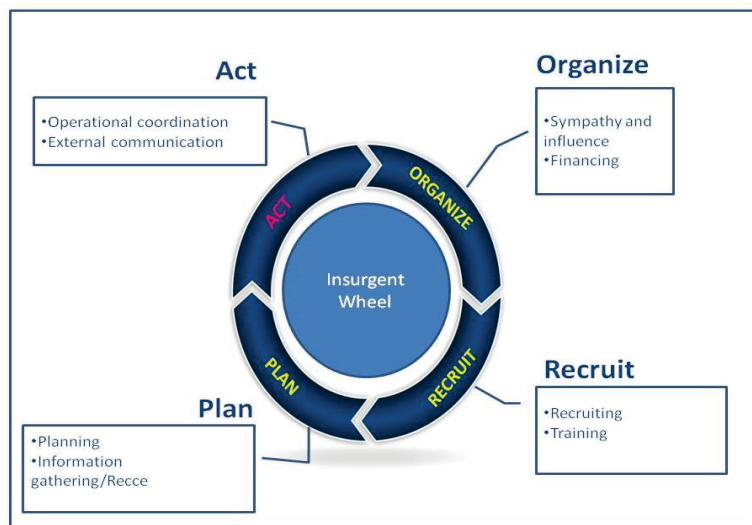 Act
•Operational coordination
•External communication
Organize
•Sympathy and
influence
•Financing
ACT
ORGANIZE
Insurgent
Wheel
PLAN
RECRUIT
Plan
•Planning
•Information
gathering/Recce
Recruit
•Recruiting
•Training